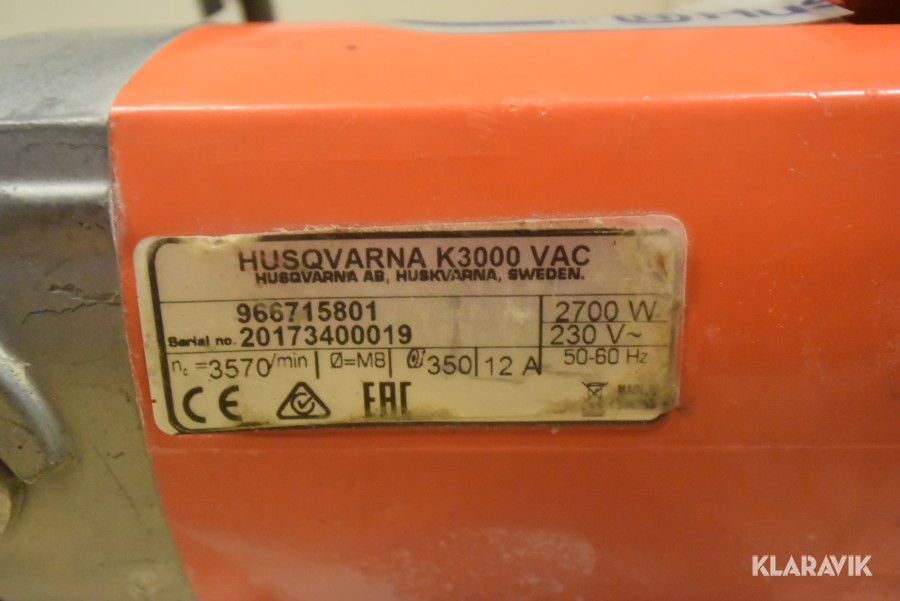 HUSQVARNA K3000 VAC
HUSQVARNA AB, HUSKVARNA, SWEDEN.
966715801
Serial no. 20173400019
2700 W
230 V~
50-60 Hz
n꜀=3570/min Ø=M8 350 12 A
CE EAC
KLARAVIK